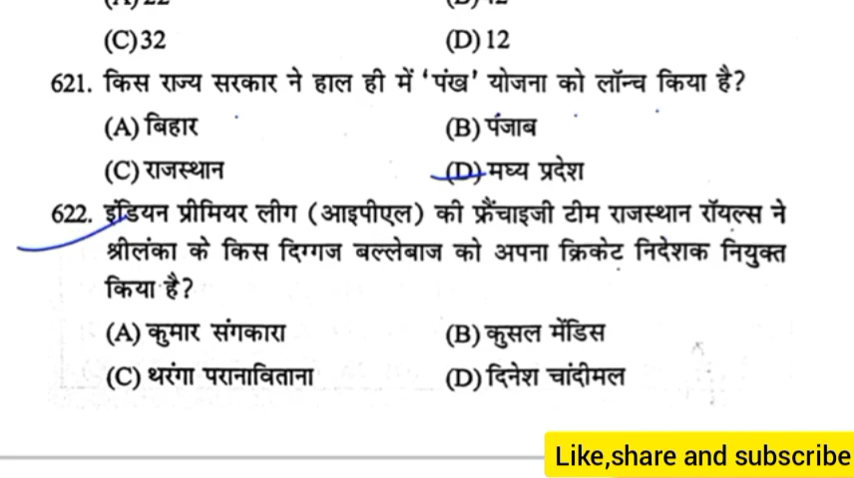 (C) 32 (D) 12
621. किस राज्य सरकार ने हाल ही में 'पंख' योजना को लॉन्च किया है?
(A) बिहार (B) पंजाब
(C) राजस्थान (D) मध्य प्रदेश
622. इंडियन प्रीमियर लीग (आइपीएल) की फ्रैंचाइजी टीम राजस्थान रॉयल्स ने
श्रीलंका के किस दिग्गज बल्लेबाज को अपना क्रिकेट निदेशक नियुक्त
किया है?
(A) कुमार संगकारा (B) कुसल मेंडिस
(C) थरंगा परानाविताना (D) दिनेश चांदीमल
Like,share and subscribe